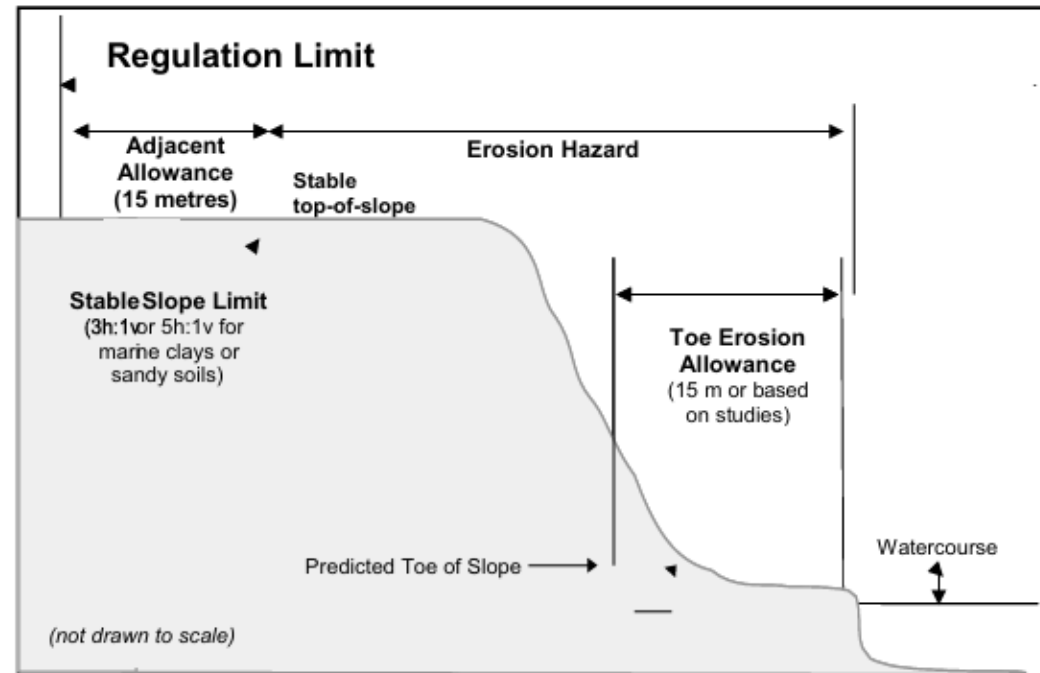 Regulation Limit
Adjacent
Allowance
(15 metres)
Erosion Hazard
Stable
top-of-slope
Stable Slope Limit
(3h:1vor 5h:1v for
marine clays or
sandy soils)
Toe Erosion
Allowance
(15 m or based
on studies)
Predicted Toe of Slope
Watercourse
(not drawn to scale)